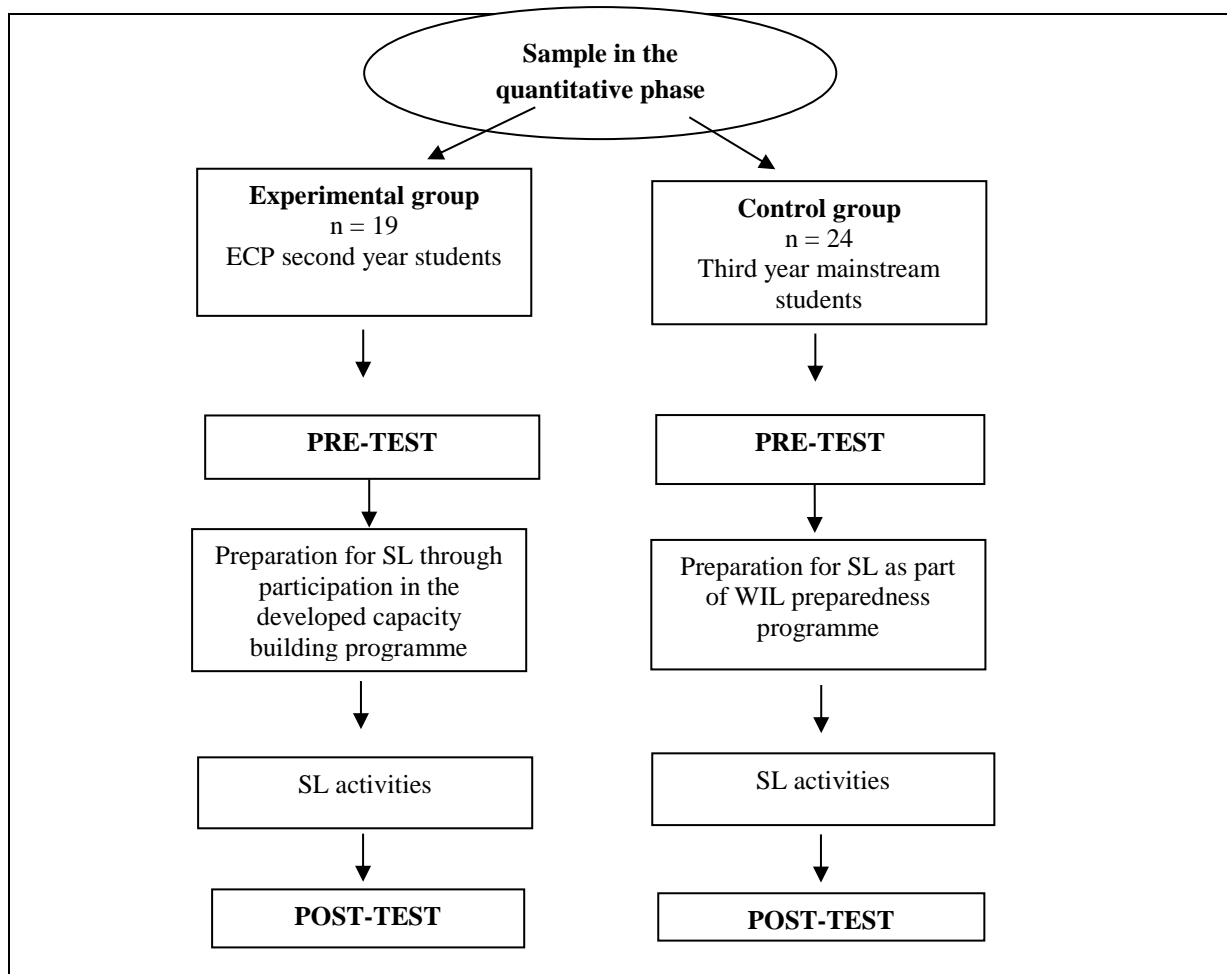 Sample in the
quantitative phase
Experimental group
n = 19
ECP second year students
Control group
n = 24
Third year mainstream
students
PRE-TEST
PRE-TEST
Preparation for SL through
participation in the
developed capacity
building programme
Preparation for SL as part
of WIL preparedness
programme
SL activities
SL activities
POST-TEST
POST-TEST